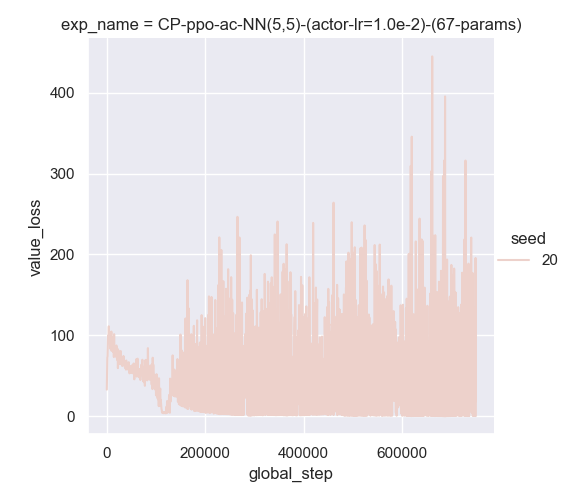 exp_name = CP-ppo-ac-NN(5,5)-(actor-lr=1.0e-2)-(67-params)
400
300
200
100
0
value_loss
seed
20
0
200000
400000
600000
global_step